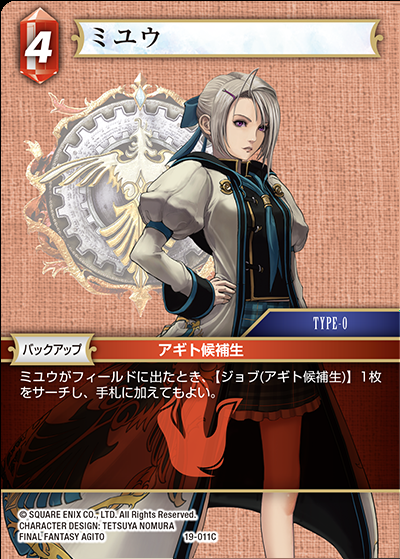 4
ミユウ
TYPE-0
バックアップ
アギト候補生
ミユウがフィールドに出たとき、【ジョブ(アギト候補生)】1枚
をサーチし、手札に加えてもよい。
© SQUARE ENIX CO., LTD. All Rights Reserved.
CHARACTER DESIGN: TETSUYA NOMURA
FINAL FANTASY AGITO
19-011C